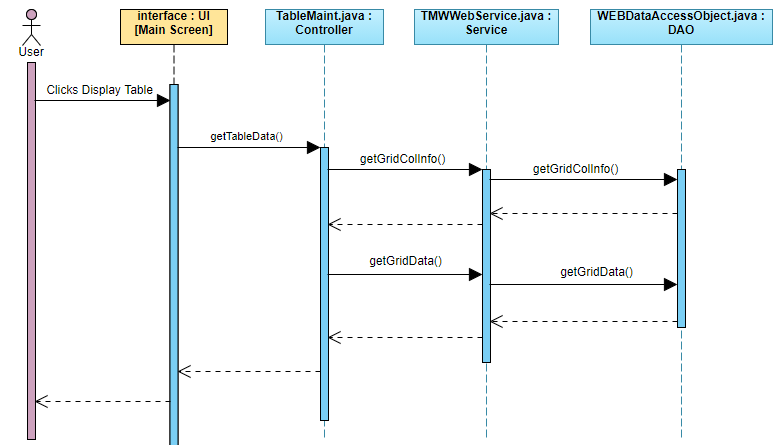 interface : UI
[Main Screen]
TableMaint.java :
Controller
TMWWebService.java :
Service
WEBDataAccessObject.java :
DAO
User
Clicks Display Table
getTableData()
getGridColInfo()
getGridColInfo()
getGridData()
getGridData()